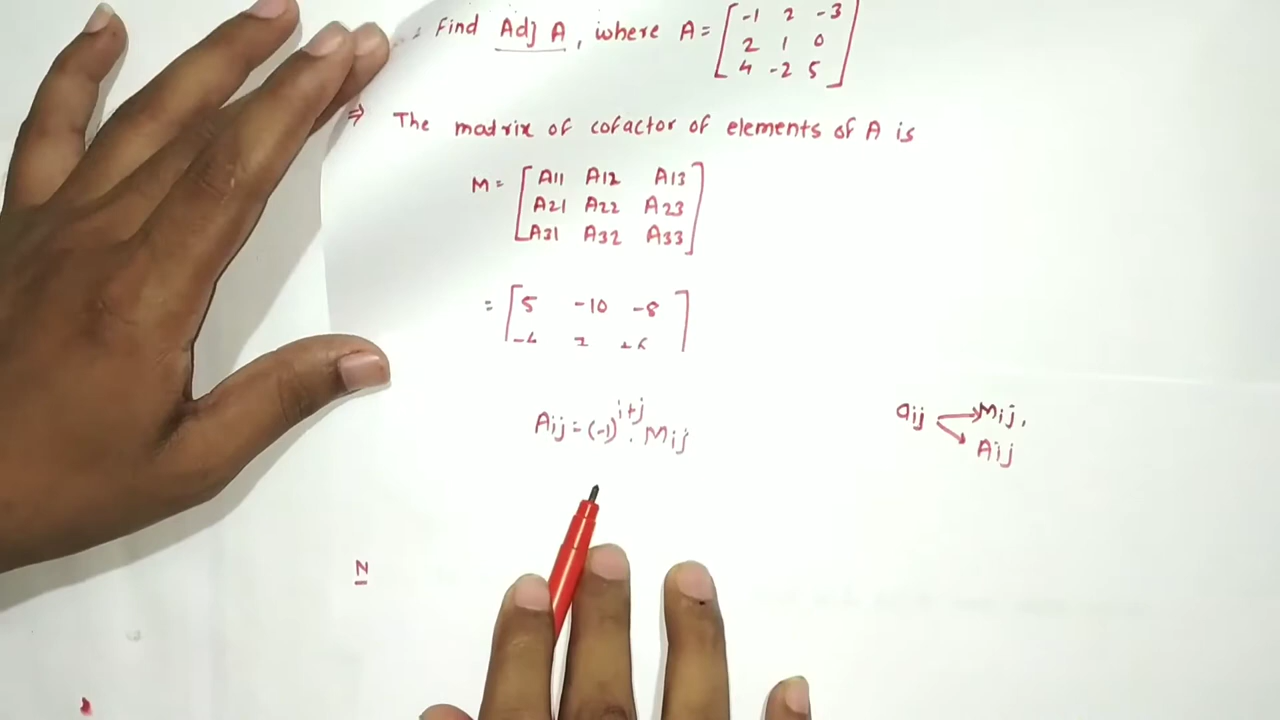 Find Adj A, where A = [ -1 2 -3
2 1 0
4 -2 5 ]
⇒ The matrix of cofactor of elements of A is
M = [ A11 A12 A13
A21 A22 A23
A31 A32 A33 ]
= [ 5 -10 -8
Aij = (-1)^i+j . Mij
aij → Mij,
→ Aij
N